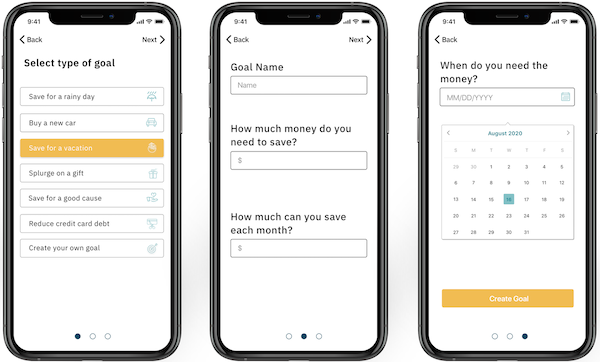 9:41
Back
Next
Select type of goal
Save for a rainy day
Buy a new car
Save for a vacation
Splurge on a gift
Save for a good cause
Reduce credit card debt
Create your own goal
9:41
Back
Next
Goal Name
Name
How much money do you
need to save?
$
How much can you save
each month?
$
9:41
Back
When do you need the
money?
MM/DD/YYYY
August 2020
S M T W T F S
29 30 1 2 3 4 5
6 7 8 9 10 11 12
13 14 15 16 17 18 19
20 21 22 23 24 25 26
27 28 29 30 31
Create Goal